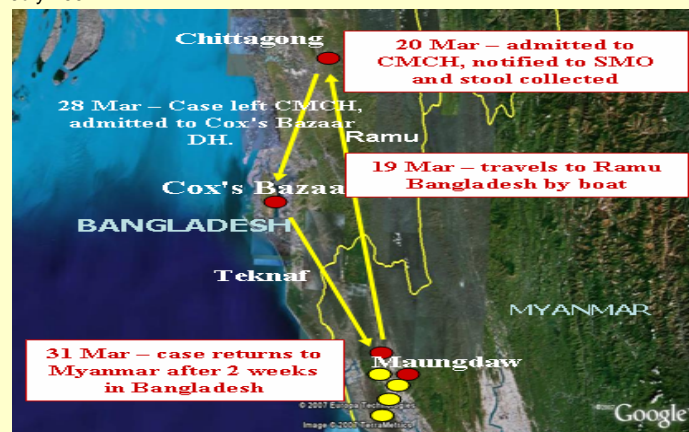 Chittagong
20 Mar – admitted to
CMCH, notified to SMO
and stool collected
28 Mar – Case left CMCH,
admitted to Cox's Bazaar
DH.
Ramu
19 Mar – travels to Ramu
Bangladesh by boat
Cox's Bazaa
BANGLADESH
Teknaf
MYANMAR
31 Mar – case returns to
Myanmar after 2 weeks
in Bangladesh
Maungdaw
© 2007 Europa Technologies
Image © 2007 TerraMetrics
©2007 Google